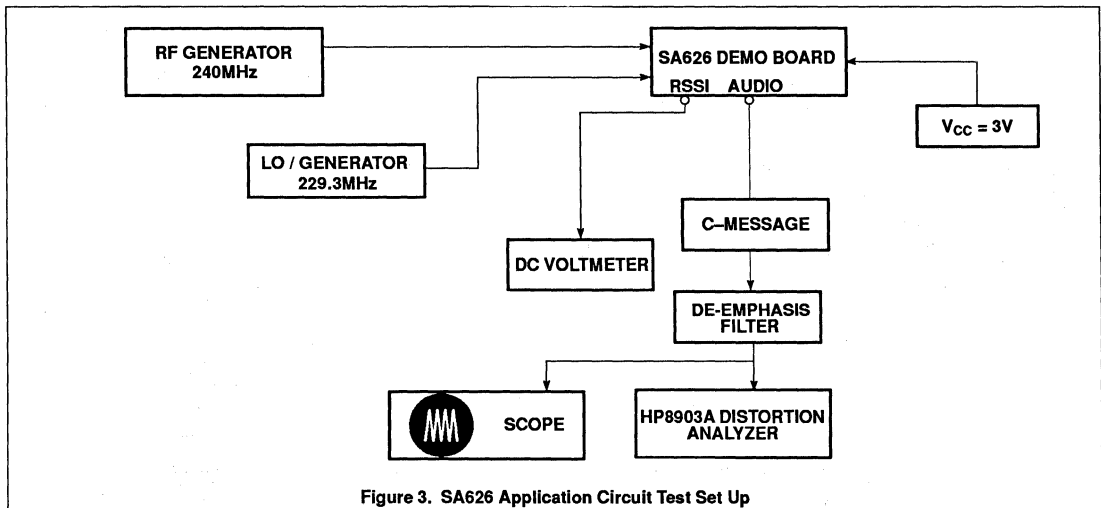 RF GENERATOR
240MHz
SA626 DEMO BOARD
RSSI AUDIO
V_CC = 3V
LO / GENERATOR
229.3MHz
C–MESSAGE
DC VOLTMETER
DE-EMPHASIS
FILTER
SCOPE
HP8903A DISTORTION
ANALYZER
Figure 3. SA626 Application Circuit Test Set Up